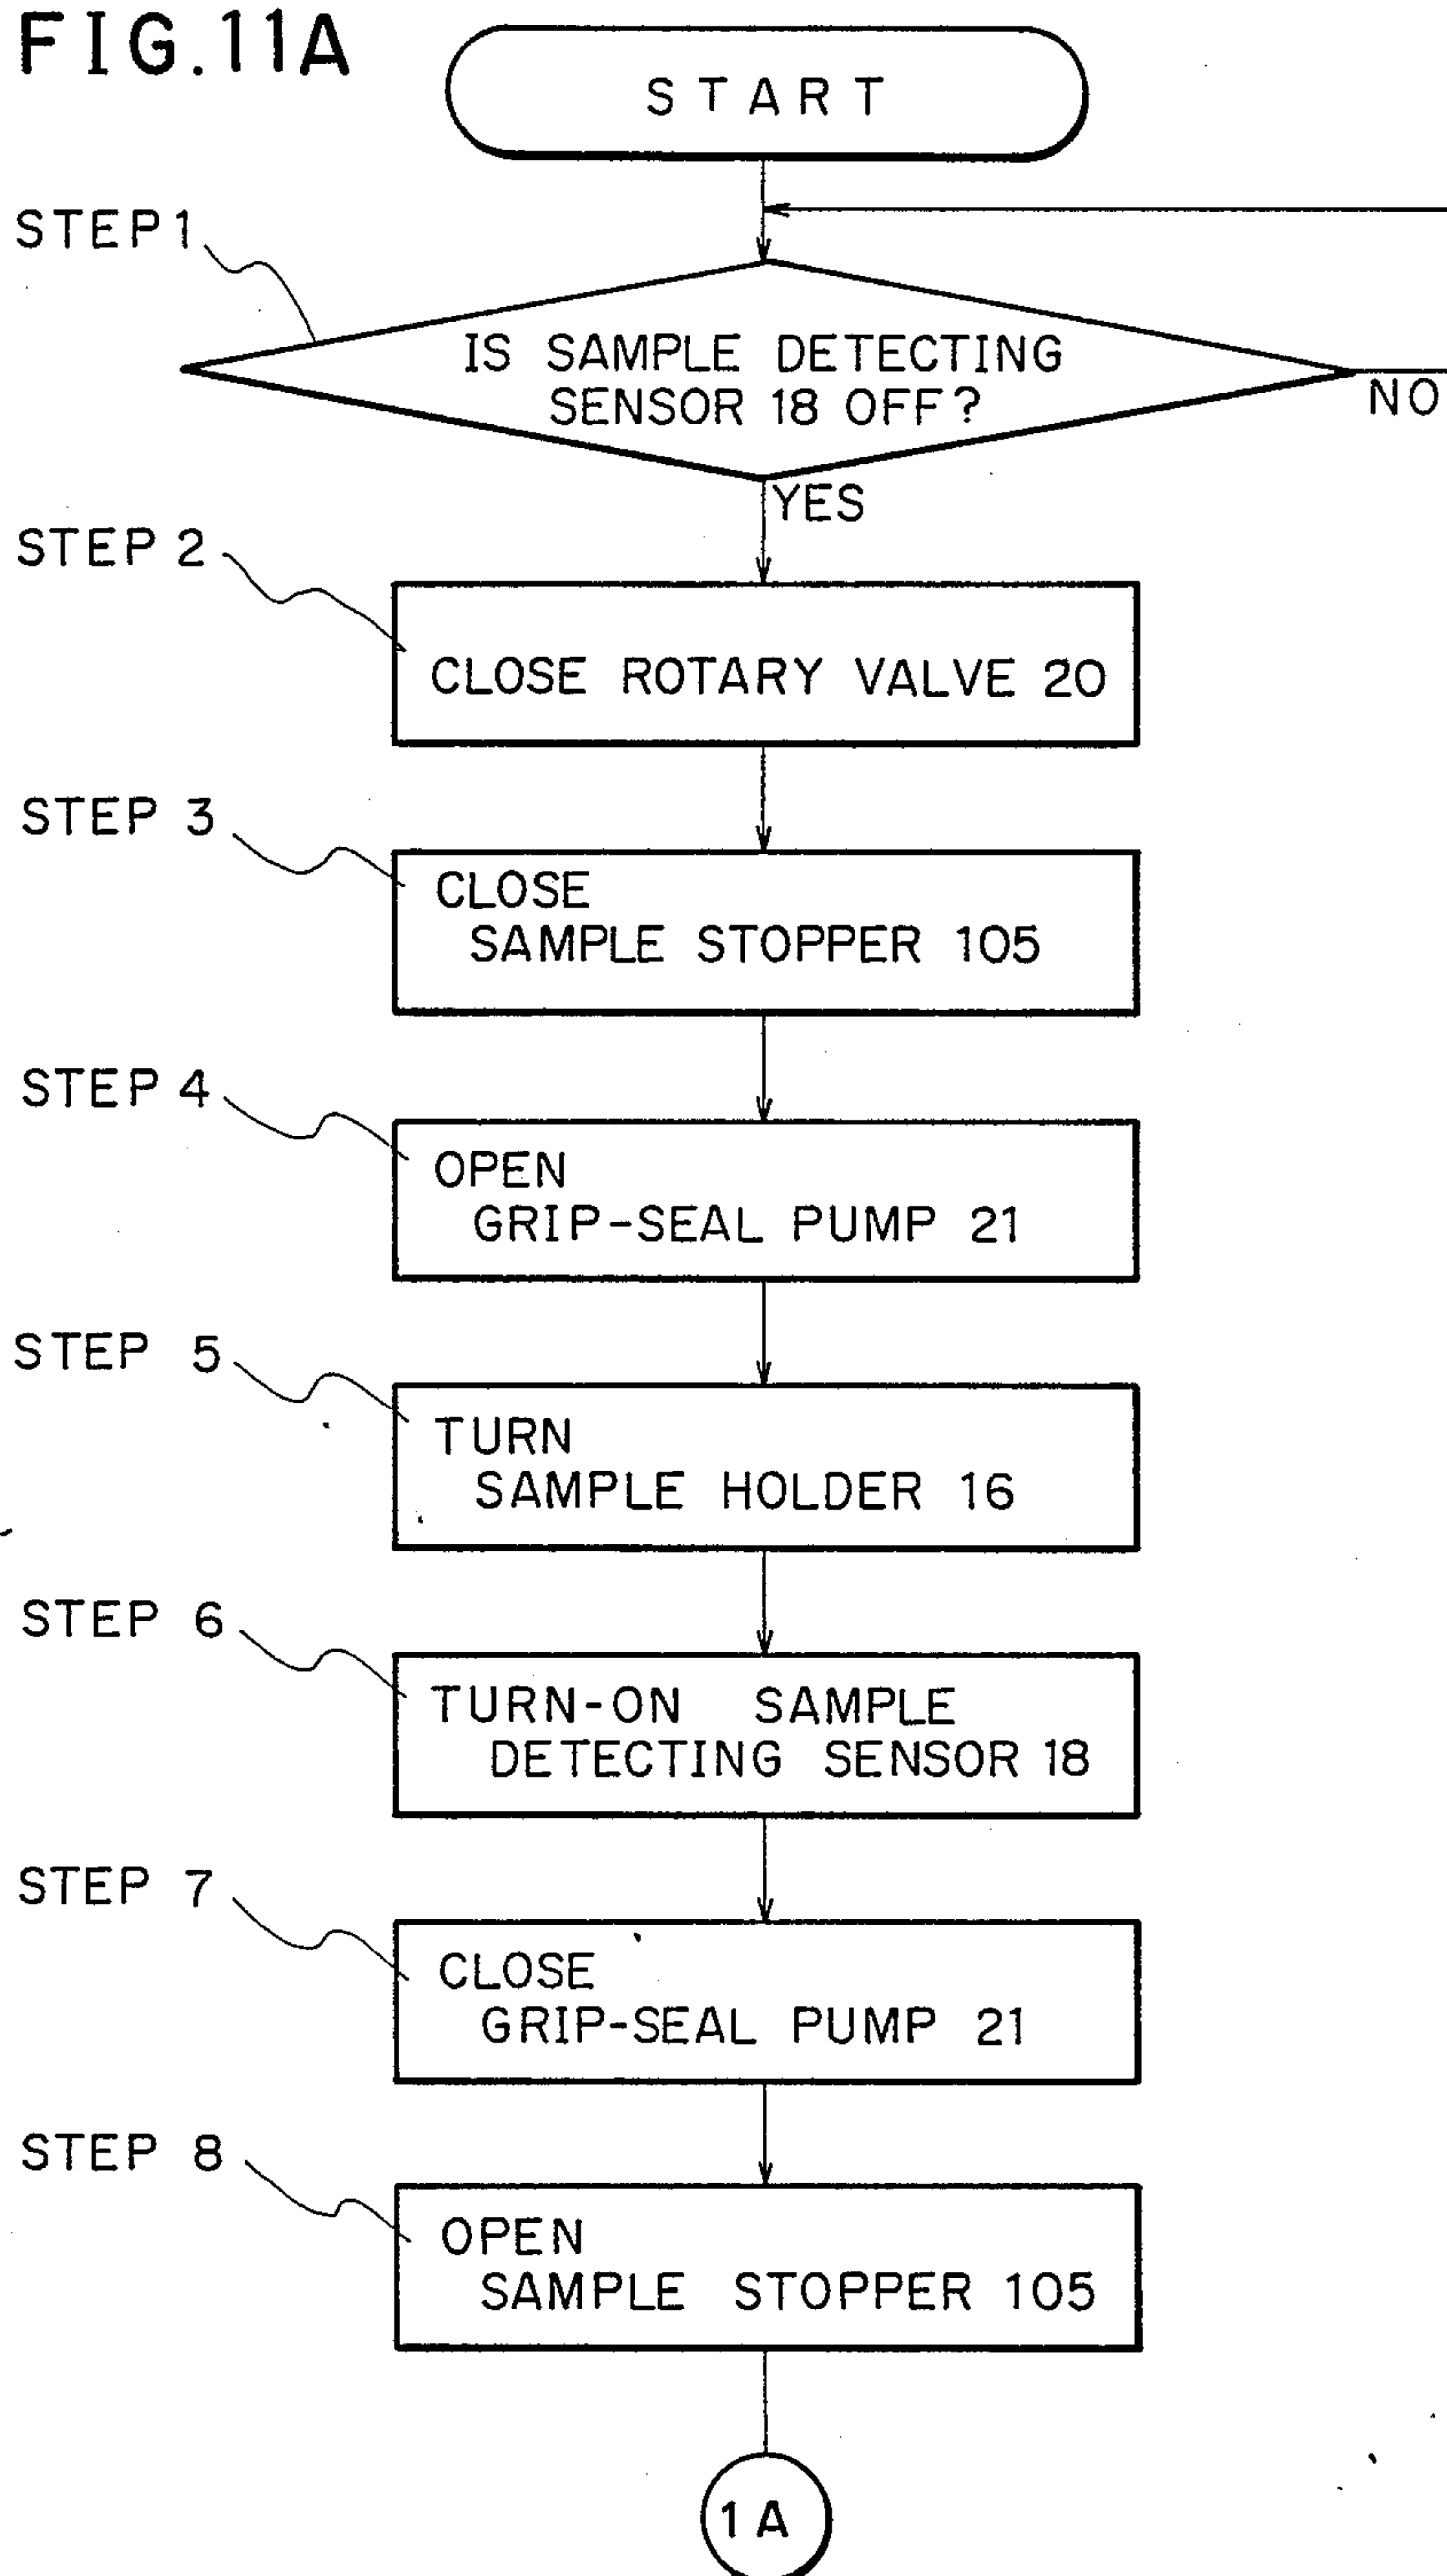 FIG.11A
START
STEP 1
IS SAMPLE DETECTING
SENSOR 18 OFF?
NO
YES
STEP 2
CLOSE ROTARY VALVE 20
STEP 3
CLOSE
SAMPLE STOPPER 105
STEP 4
OPEN
GRIP-SEAL PUMP 21
STEP 5
TURN
SAMPLE HOLDER 16
STEP 6
TURN-ON SAMPLE
DETECTING SENSOR 18
STEP 7
CLOSE
GRIP-SEAL PUMP 21
STEP 8
OPEN
SAMPLE STOPPER 105
1A